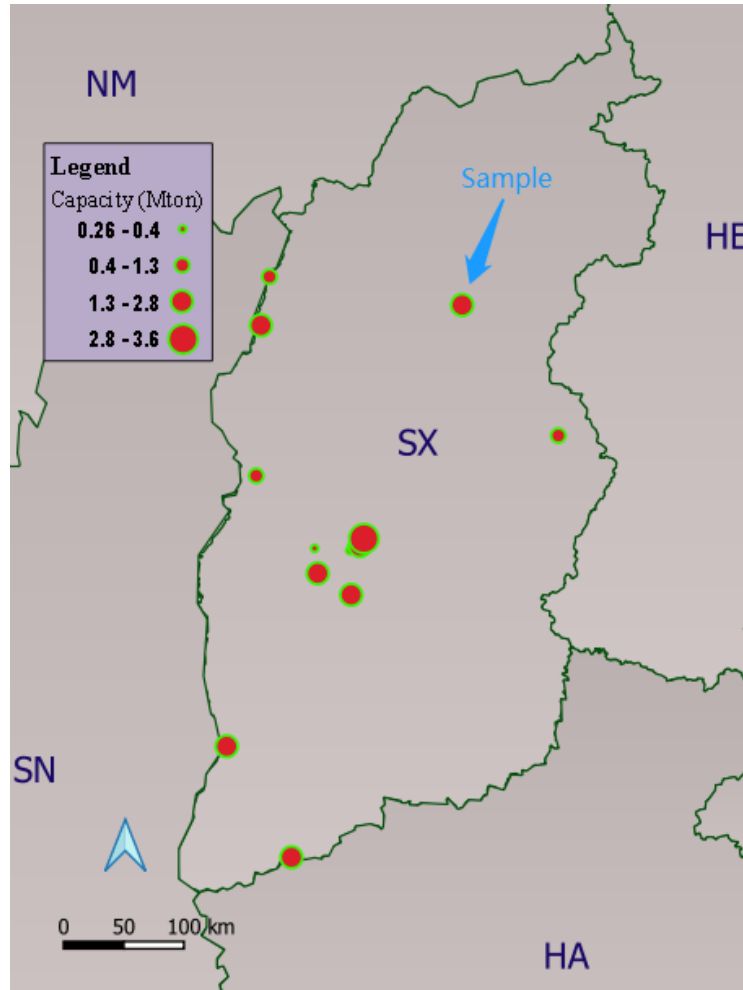 NM
Legend
Capacity (Mton)
0.26 - 0.4
0.4 - 1.3
1.3 - 2.8
2.8 - 3.6
Sample
HE
SX
SN
0 50 100 km
HA